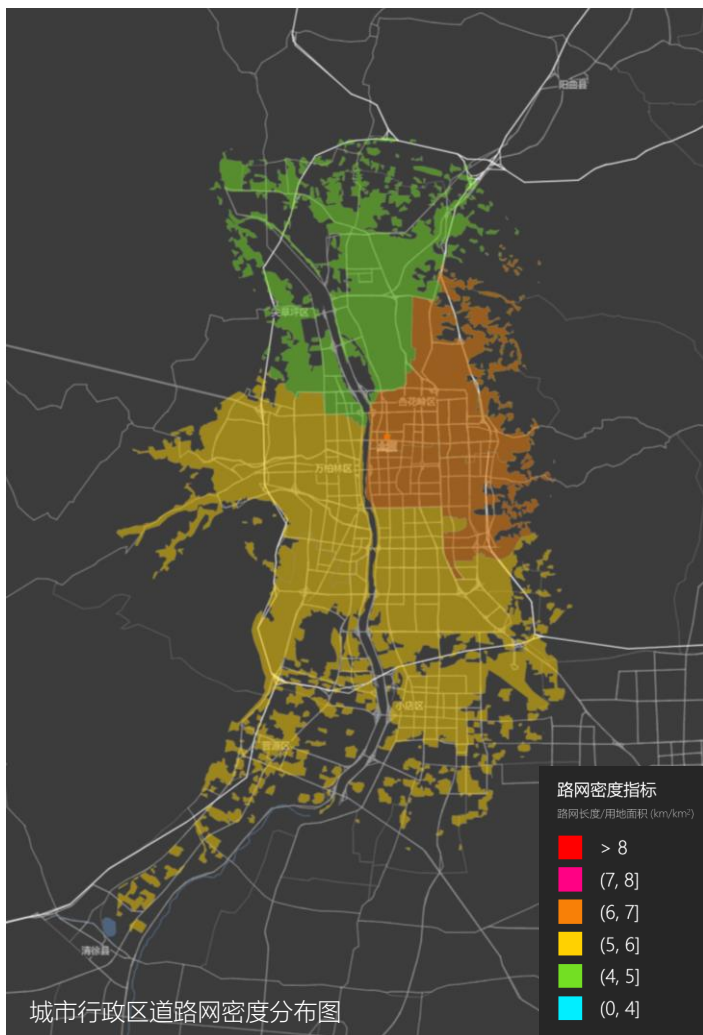 阳曲县
尖草坪区
杏花岭区
万柏林区
小店区
晋源区
清徐县
路网密度指标
路网长度/用地面积 (km/km²)
> 8
(7, 8]
(6, 7]
(5, 6]
(4, 5]
(0, 4]
城市行政区道路网密度分布图